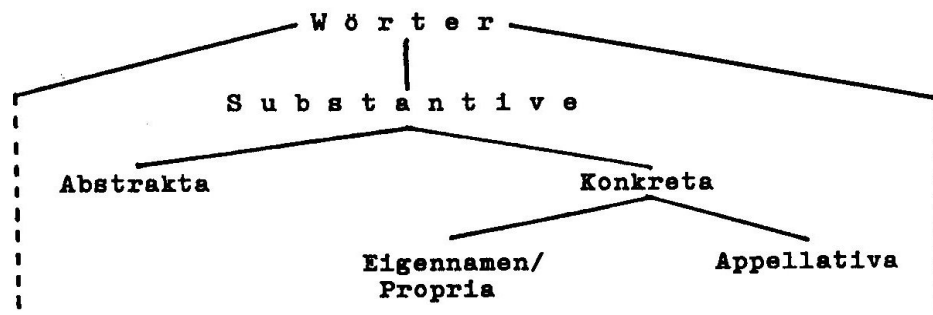 Wörter
Substantive
Abstrakta Konkreta
Eigennamen/ Appellativa
Propria